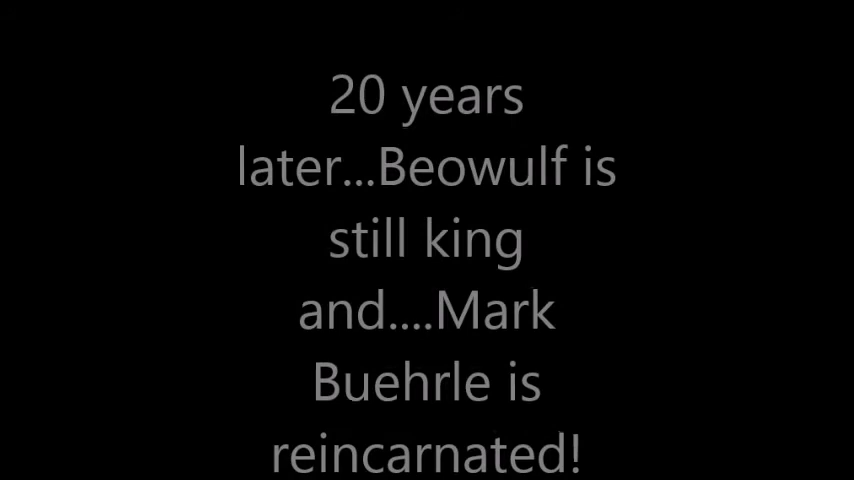 20 years
later...Beowulf is
still king
and....Mark
Buehrle is
reincarnated!